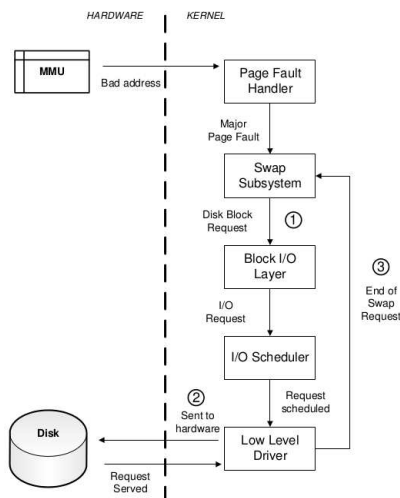 HARDWARE
KERNEL
MMU
Bad address
Page Fault
Handler
Major
Page Fault
Swap
Subsystem
Disk Block
Request
1
Block I/O
Layer
3
End of
Swap
Request
I/O
Request
I/O Scheduler
2
Sent to
hardware
Request
scheduled
Disk
Low Level
Driver
Request
Served